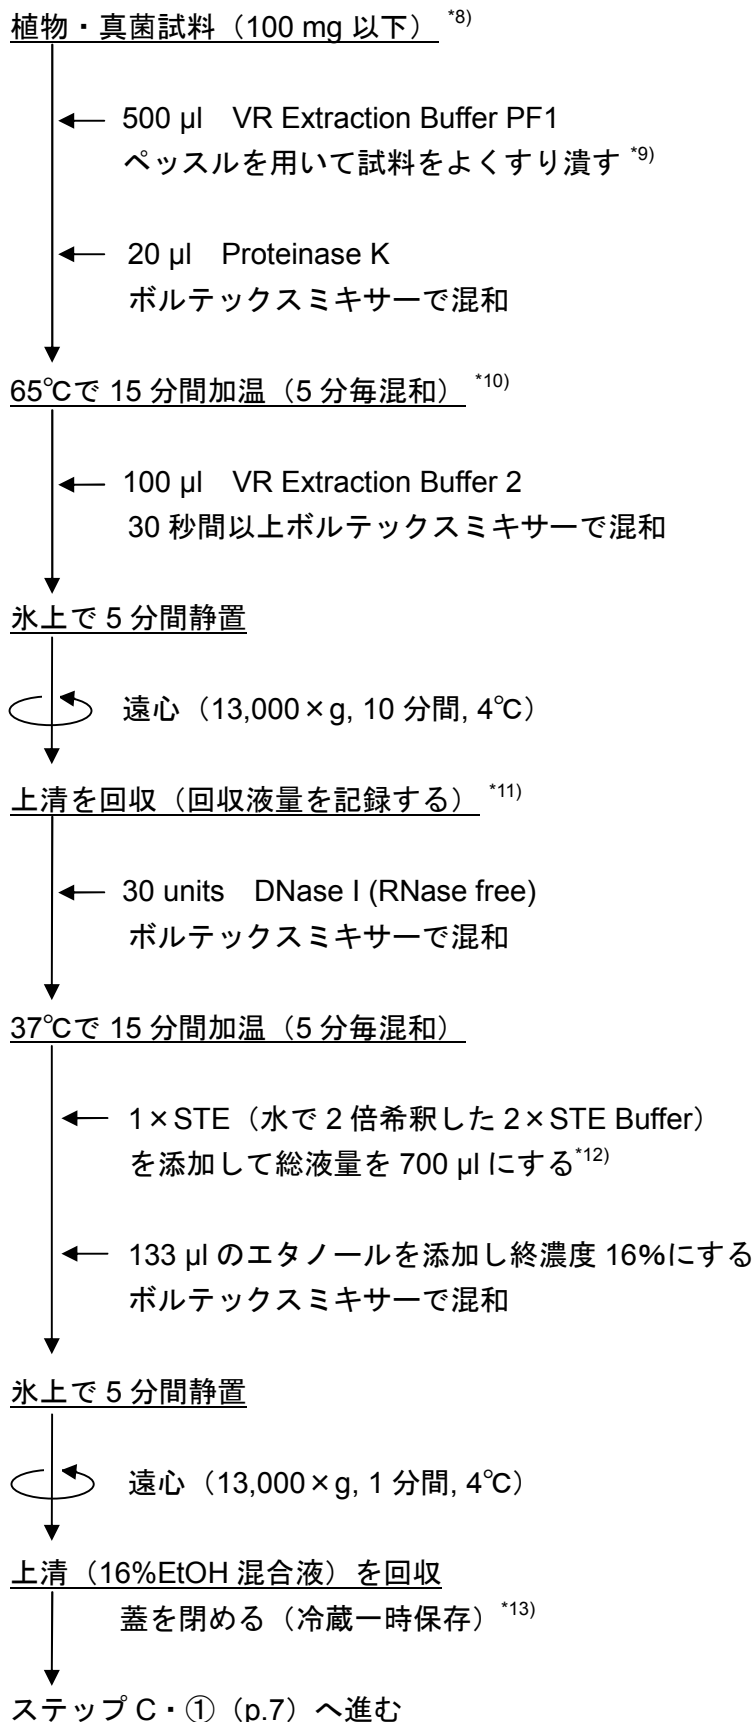 植物・真菌試料（100 mg 以下） *8)
500 µl　VR Extraction Buffer PF1
ペッスルを用いて試料をよくすり潰す *9)
20 µl　Proteinase K
ボルテックスミキサーで混和
65℃で 15 分間加温（5 分毎混和） *10)
100 µl　VR Extraction Buffer 2
30 秒間以上ボルテックスミキサーで混和
氷上で 5 分間静置
遠心（13,000×g, 10 分間, 4℃）
上清を回収（回収液量を記録する） *11)
30 units　DNase I (RNase free)
ボルテックスミキサーで混和
37℃で 15 分間加温（5 分毎混和）
1×STE（水で 2 倍希釈した 2×STE Buffer）
を添加して総液量を 700 µl にする*12)
133 µl のエタノールを添加し終濃度 16%にする
ボルテックスミキサーで混和
氷上で 5 分間静置
遠心（13,000×g, 1 分間, 4℃）
上清（16%EtOH 混合液）を回収
蓋を閉める（冷蔵一時保存） *13)
ステップ C・①（p.7）へ進む